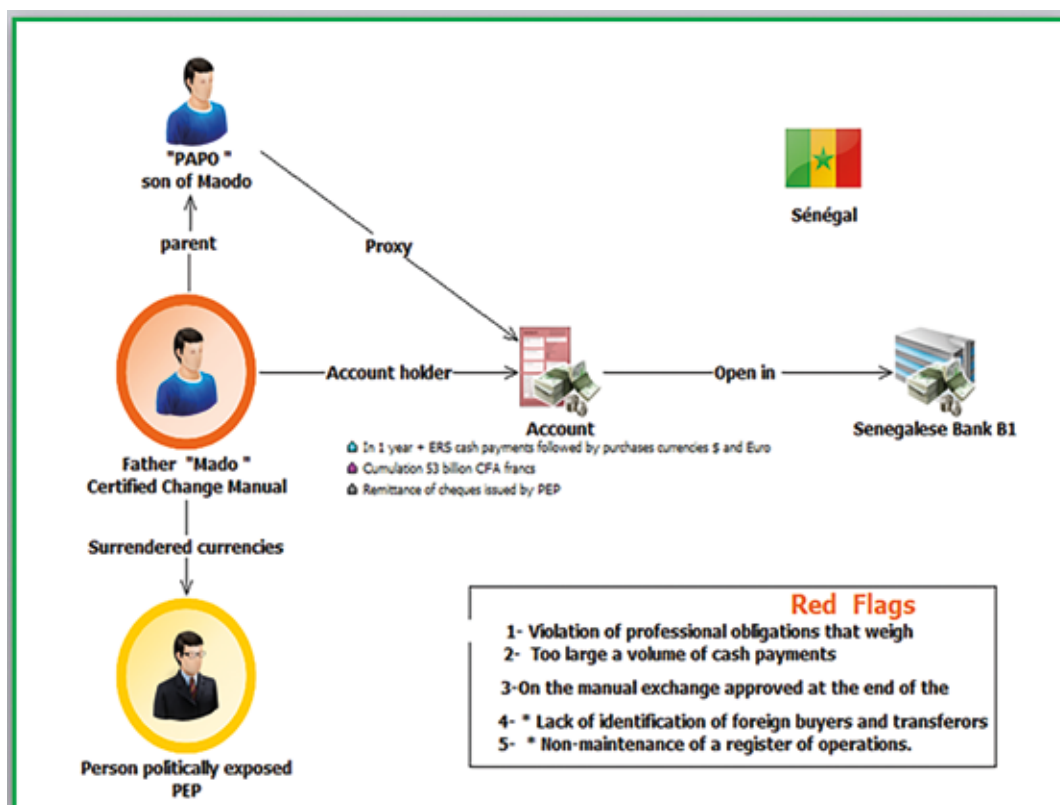 "PAPO "
son of Maodo
Sénégal
parent
Proxy
Account holder
Open in
Account
Senegalese Bank B1
In 1 year + ERS cash payments followed by purchases currencies $ and Euro
Cumulation 53 billion CFA francs
Remittance of cheques issued by PEP
Father "Mado "
Certified Change Manual
Surrendered currencies
Red Flags
1- Violation of professional obligations that weigh
2- Too large a volume of cash payments
3-On the manual exchange approved at the end of the
4- * Lack of identification of foreign buyers and transferors
5- * Non-maintenance of a register of operations.
Person politically exposed
PEP